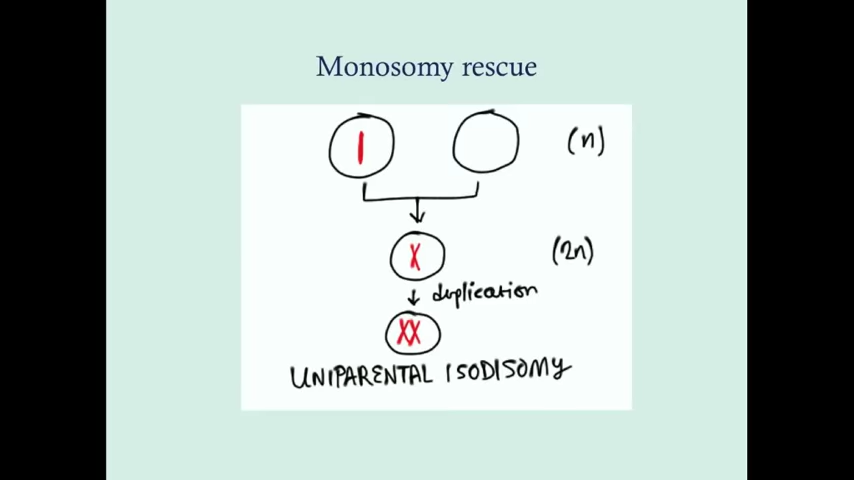 Monosomy rescue
(n)
(2n)
duplication
UNIPARENTAL ISODISOMY